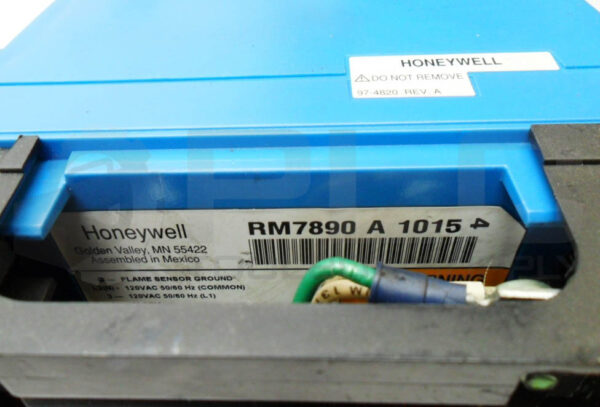 HONEYWELL
⚠DO NOT REMOVE
97-4820 REV. A
Honeywell
Golden Valley, MN 55422
Assembled in Mexico
RM7890 A 1015 4
FLAME SENSOR GROUND
120VAC 50/60 Hz (COMMON)
120VAC 50/60 Hz (L1)